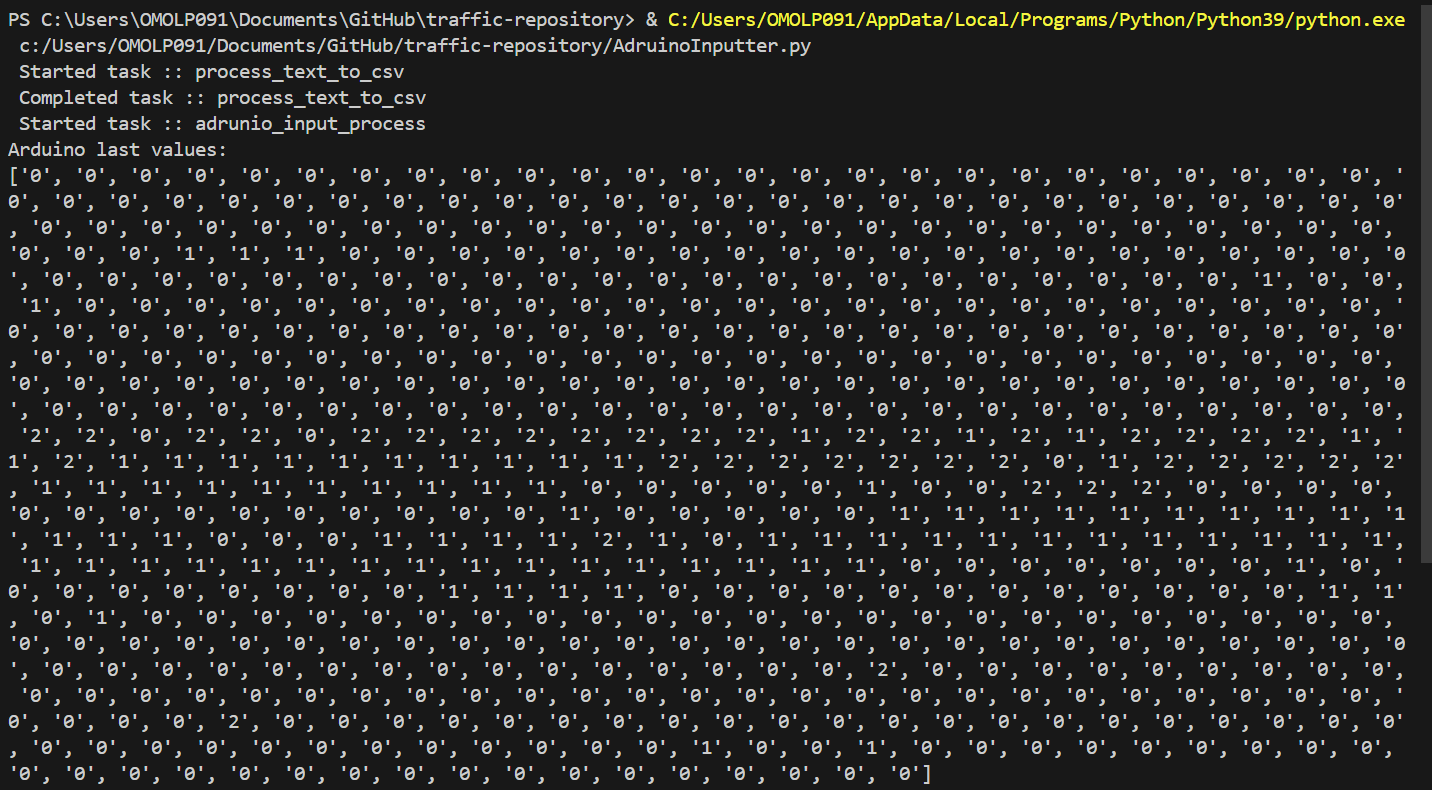 PS C:\Users\OMOLP091\Documents\GitHub\traffic-repository> & C:/Users/OMOLP091/AppData/Local/Programs/Python/Python39/python.exe
c:/Users/OMOLP091/Documents/GitHub/traffic-repository/AdruinoInputter.py
Started task :: process_text_to_csv
Completed task :: process_text_to_csv
Started task :: adrunio_input_process
Arduino last values:
['0', '0', '0', '0', '0', '0', '0', '0', '0', '0', '0', '0', '0', '0', '0', '0', '0', '0', '0', '0', '0', '0', '0', '0', '0', '
0', '0', '0', '0', '0', '0', '0', '0', '0', '0', '0', '0', '0', '0', '0', '0', '0', '0', '0', '0', '0', '0', '0', '0', '0', '0'
, '0', '0', '0', '0', '0', '0', '0', '0', '0', '0', '0', '0', '0', '0', '0', '0', '0', '0', '0', '0', '0', '0', '0', '0', '0',
'0', '0', '0', '1', '1', '1', '0', '0', '0', '0', '0', '0', '0', '0', '0', '0', '0', '0', '0', '0', '0', '0', '0', '0', '0', '0
', '0', '0', '0', '0', '0', '0', '0', '0', '0', '0', '0', '0', '0', '0', '0', '0', '0', '0', '0', '0', '0', '0', '1', '0', '0',
'1', '0', '0', '0', '0', '0', '0', '0', '0', '0', '0', '0', '0', '0', '0', '0', '0', '0', '0', '0', '0', '0', '0', '0', '0', '
0', '0', '0', '0', '0', '0', '0', '0', '0', '0', '0', '0', '0', '0', '0', '0', '0', '0', '0', '0', '0', '0', '0', '0', '0', '0'
, '0', '0', '0', '0', '0', '0', '0', '0', '0', '0', '0', '0', '0', '0', '0', '0', '0', '0', '0', '0', '0', '0', '0', '0', '0',
'0', '0', '0', '0', '0', '0', '0', '0', '0', '0', '0', '0', '0', '0', '0', '0', '0', '0', '0', '0', '0', '0', '0', '0', '0', '0
', '0', '0', '0', '0', '0', '0', '0', '0', '0', '0', '0', '0', '0', '0', '0', '0', '0', '0', '0', '0', '0', '0', '0', '0', '0',
'2', '2', '0', '2', '2', '0', '2', '2', '2', '2', '2', '2', '2', '2', '1', '2', '2', '1', '2', '1', '2', '2', '2', '2', '1', '
1', '2', '1', '1', '1', '1', '1', '1', '1', '1', '1', '1', '2', '2', '2', '2', '2', '2', '2', '0', '1', '2', '2', '2', '2', '2'
, '1', '1', '1', '1', '1', '1', '1', '1', '1', '1', '0', '0', '0', '0', '0', '1', '0', '0', '2', '2', '2', '0', '0', '0', '0',
'0', '0', '0', '0', '0', '0', '0', '0', '0', '0', '1', '0', '0', '0', '0', '0', '1', '1', '1', '1', '1', '1', '1', '1', '1', '1
', '1', '1', '1', '0', '0', '0', '1', '1', '1', '1', '2', '1', '0', '1', '1', '1', '1', '1', '1', '1', '1', '1', '1', '1', '1',
'1', '1', '1', '1', '1', '1', '1', '1', '1', '1', '1', '1', '1', '1', '1', '1', '0', '0', '0', '0', '0', '0', '0', '1', '0', '
0', '0', '0', '0', '0', '0', '0', '0', '1', '1', '1', '1', '0', '0', '0', '0', '0', '0', '0', '0', '0', '0', '0', '0', '1', '1'
, '0', '1', '0', '0', '0', '0', '0', '0', '0', '0', '0', '0', '0', '0', '0', '0', '0', '0', '0', '0', '0', '0', '0', '0', '0',
'0', '0', '0', '0', '0', '0', '0', '0', '0', '0', '0', '0', '0', '0', '0', '0', '0', '0', '0', '0', '0', '0', '0', '0', '0', '0
', '0', '0', '0', '0', '0', '0', '0', '0', '0', '0', '0', '0', '0', '0', '0', '2', '0', '0', '0', '0', '0', '0', '0', '0', '0',
'0', '0', '0', '0', '0', '0', '0', '0', '0', '0', '0', '0', '0', '0', '0', '0', '0', '0', '0', '0', '0', '0', '0', '0', '0', '
0', '0', '0', '0', '2', '0', '0', '0', '0', '0', '0', '0', '0', '0', '0', '0', '0', '0', '0', '0', '0', '0', '0', '0', '0', '0'
, '0', '0', '0', '0', '0', '0', '0', '0', '0', '0', '0', '0', '1', '0', '0', '1', '0', '0', '0', '0', '0', '0', '0', '0', '0',
'0', '0', '0', '0', '0', '0', '0', '0', '0', '0', '0', '0', '0', '0', '0', '0', '0']